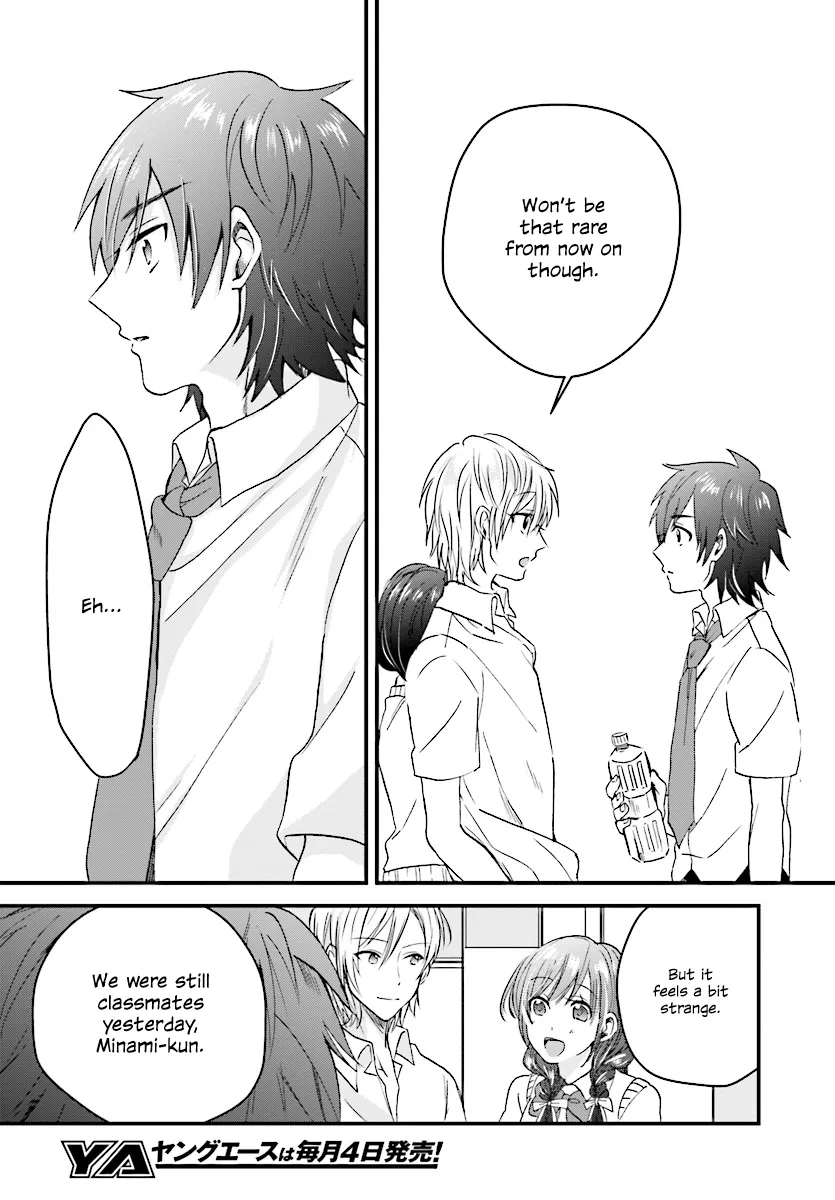 Won't be
that rare
from now on
though.
Eh...
But it
feels a bit
strange.
We were still
classmates
yesterday,
Minami-kun.
YA ヤングエースは毎月4日発売!